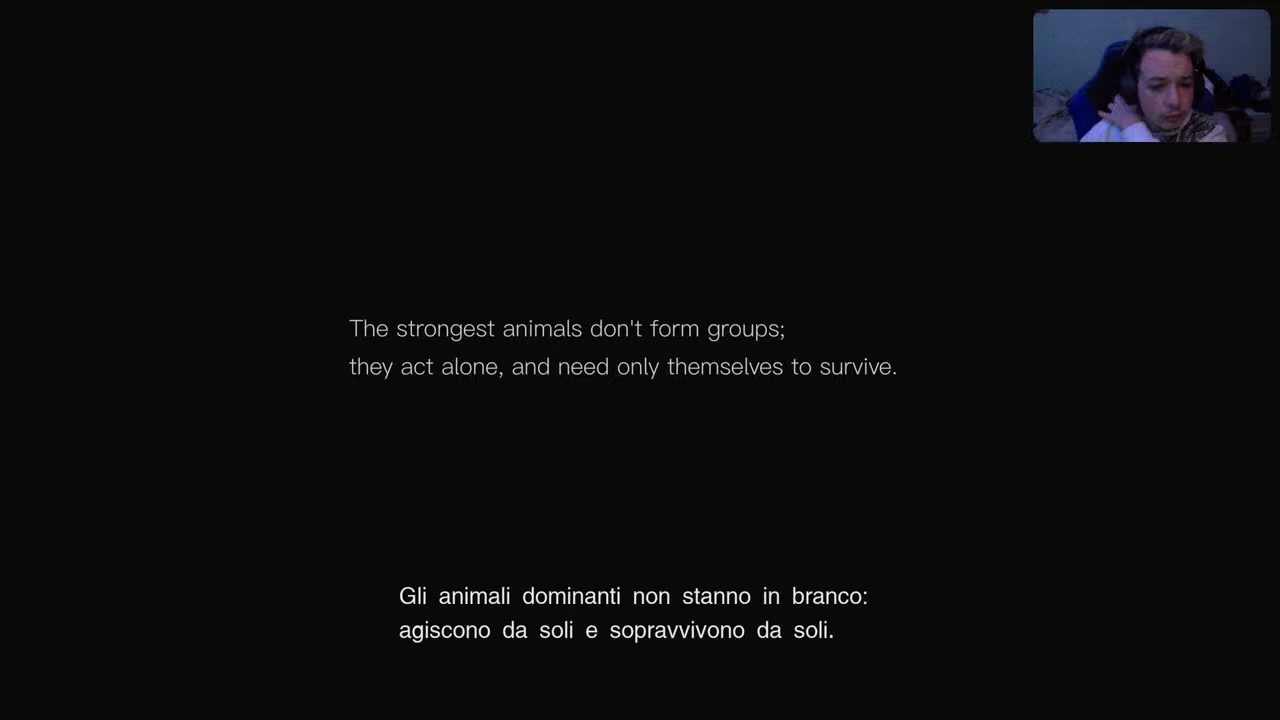 The strongest animals don't form groups;
they act alone, and need only themselves to survive.
Gli animali dominanti non stanno in branco:
agiscono da soli e sopravvivono da soli.